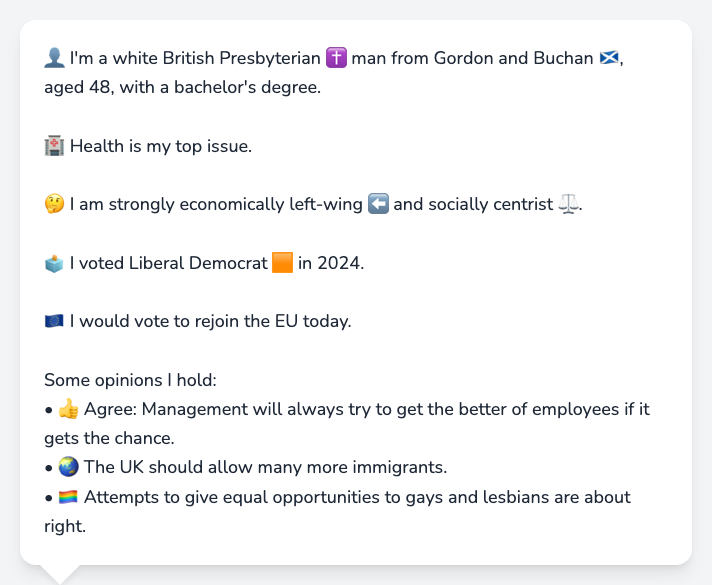 👤 I'm a white British Presbyterian ✝️ man from Gordon and Buchan 🏴󠁧󠁢󠁳󠁣󠁴󠁿,
aged 48, with a bachelor's degree.
🏥 Health is my top issue.
🤔 I am strongly economically left-wing ⬅️ and socially centrist ⚖️.
🗳️ I voted Liberal Democrat 🟧 in 2024.
🇪🇺 I would vote to rejoin the EU today.
Some opinions I hold:
• 👍 Agree: Management will always try to get the better of employees if it
gets the chance.
• 🌏 The UK should allow many more immigrants.
• 🏳️‍🌈 Attempts to give equal opportunities to gays and lesbians are about
right.